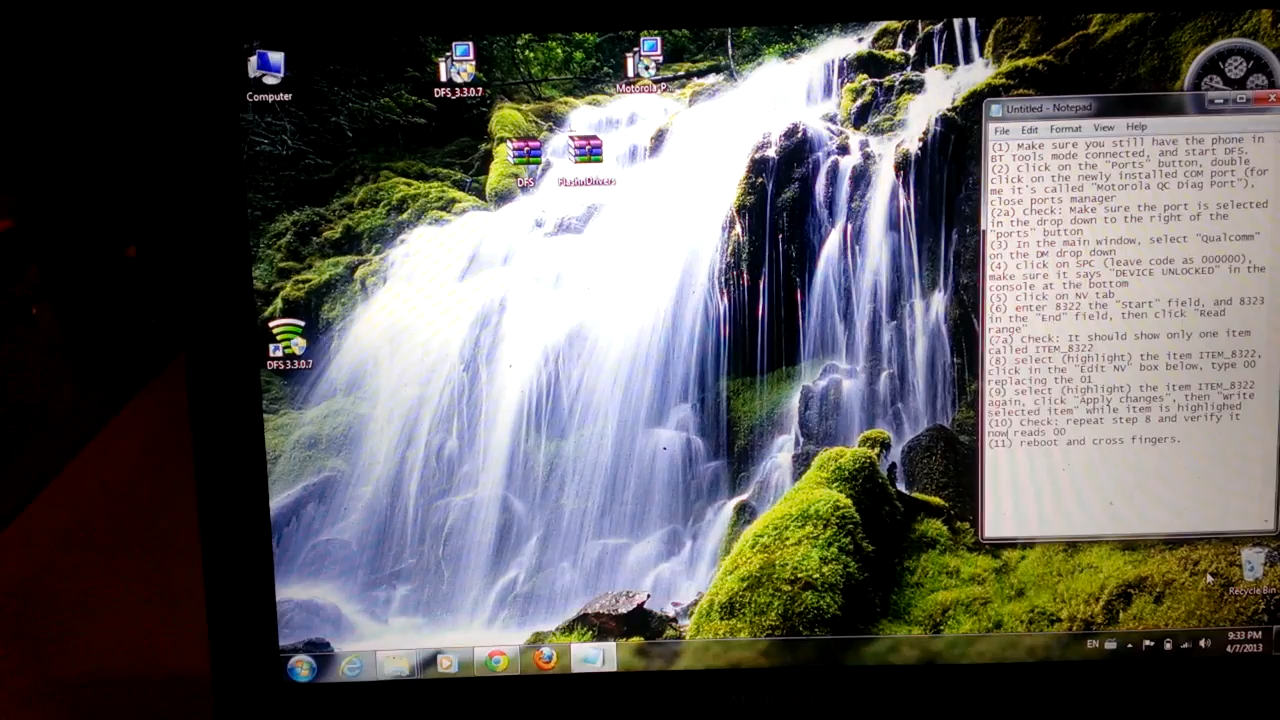 Computer
DFS_3.3.0.7
Motorola_P...
DFS
FlashnDrivers
DFS 3.3.0.7
Untitled - Notepad
File Edit Format View Help
(1) Make sure you still have the phone in
BT Tools mode connected, and start DFS.
(2) Click on the "Ports" button, double
click on the newly installed COM port (for
me it's called "Motorola QC Diag Port"),
close ports manager
(2a) Check: Make sure the port is selected
in the drop down to the right of the
"ports" button
(3) In the main window, select "Qualcomm"
on the DM drop down
(4) click on SPC (leave code as 000000),
make sure it says "DEVICE UNLOCKED" in the
console at the bottom
(5) click on NV tab
(6) enter 8322 the "Start" field, and 8323
in the "End" field, then click "Read
range"
(7a) Check: It should show only one item
called ITEM_8322
(8) select (highlight) the item ITEM_8322,
click in the "Edit NV" box below, type 00
replacing the 01
(9) select (highlight) the item ITEM_8322
again, click "Apply changes", then "write
selected item" while item is highlighed
(10) Check: repeat step 8 and verify it
now reads 00
(11) reboot and cross fingers.
Recycle Bin
EN
9:33 PM
4/7/2013